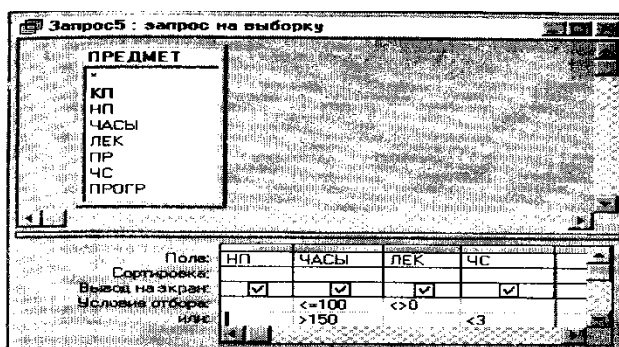 Запрос5 : запрос на выборку
ПРЕДМЕТ
*
КП
НП
ЧАСЫ
ЛЕК
ПР
ЧС
ПРОГР
Поле: НП ЧАСЫ ЛЕК ЧС
Сортировка:
Вывод на экран:
Условия отбора: <=100 <>0
или: >150 <3